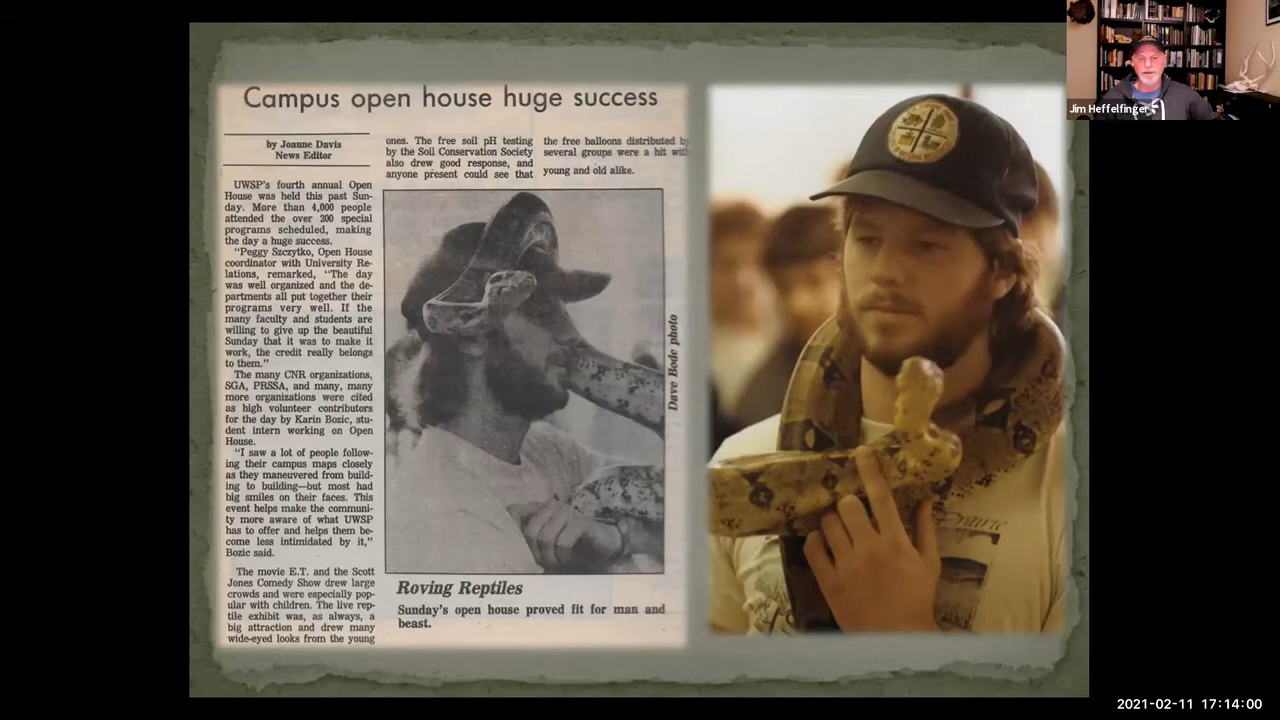 Campus open house huge success
by Joanne Davis
News Editor
UWSP's fourth annual Open
House was held this past Sun-
day. More than 4,000 people
attended the over 200 special
programs scheduled, making
the day a huge success.
"Peggy Szczytko, Open House
coordinator with University Re-
lations, remarked, "The day
was well organized and the de-
partments all put together their
programs very well. If the
many faculty and students are
willing to give up the beautiful
Sunday that it was to make it
work, the credit really belongs
to them."
The many CNR organizations,
SGA, PRSSA, and many, many
more organizations were cited
as high volunteer contributors
for the day by Karin Bozic, stu-
dent intern working on Open
House.
"I saw a lot of people follow-
ing their campus maps closely
as they maneuvered from build-
ing to building—but most had
big smiles on their faces. This
event helps make the communi-
ty more aware of what UWSP
has to offer and helps them be-
come less intimidated by it,"
Bozic said.
The movie E.T. and the Scott
Jones Comedy Show drew large
crowds and were especially pop-
ular with children. The live rep-
tile exhibit was, as always, a
big attraction and drew many
wide-eyed looks from the young
ones. The free soil pH testing
by the Soil Conservation Society
also drew good response, and
anyone present could see that
the free balloons distributed by
several groups were a hit with
young and old alike.
Dave Bode photo
Roving Reptiles
Sunday's open house proved fit for man and
beast.
Prairie
Jim Heffelfinger
2021-02-11 17:14:00